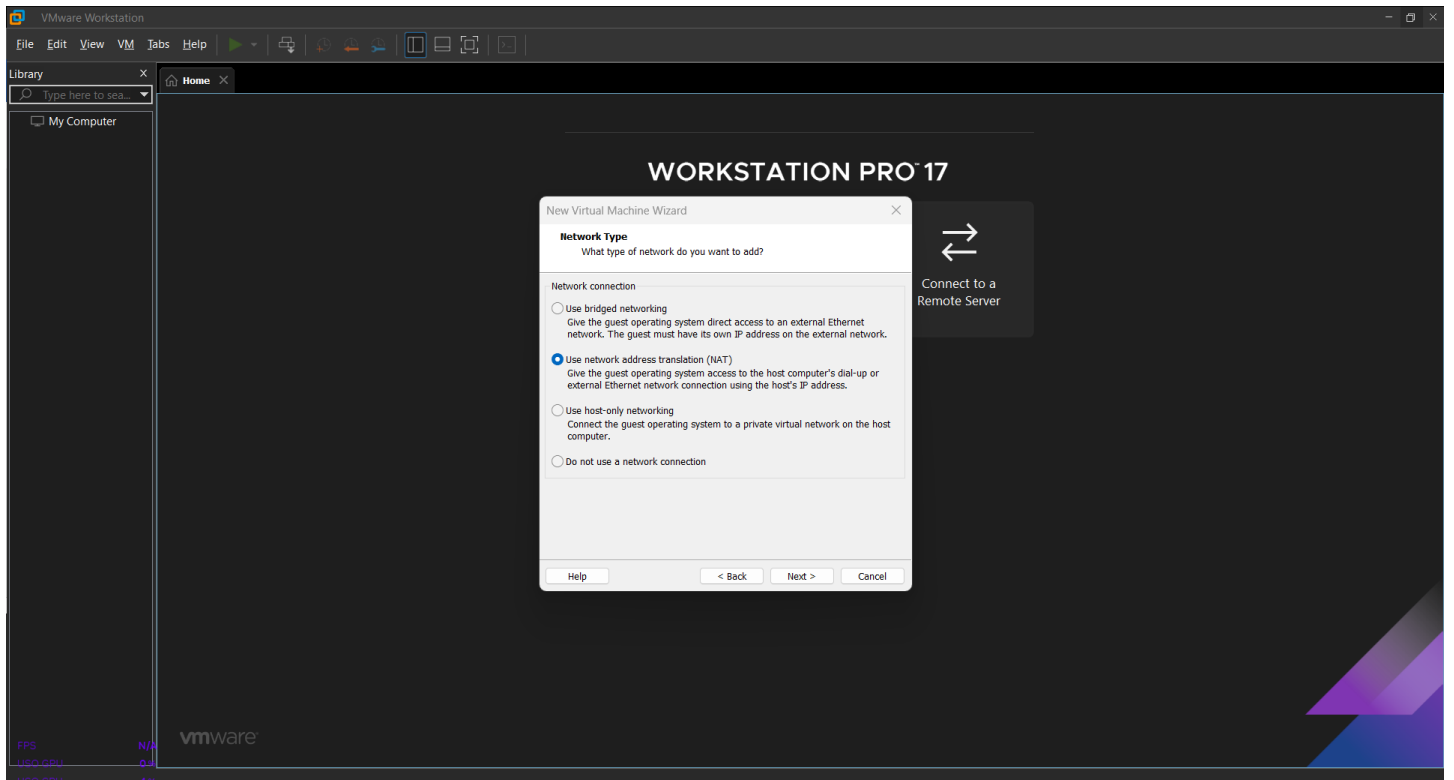 VMware Workstation
File Edit View VM Tabs Help
Library X
Type here to sea...
My Computer
Home
WORKSTATION PRO™ 17
Connect to a
Remote Server
New Virtual Machine Wizard
Network Type
What type of network do you want to add?
Network connection
Use bridged networking
Give the guest operating system direct access to an external Ethernet
network. The guest must have its own IP address on the external network.
Use network address translation (NAT)
Give the guest operating system access to the host computer's dial-up or
external Ethernet network connection using the host's IP address.
Use host-only networking
Connect the guest operating system to a private virtual network on the host
computer.
Do not use a network connection
Help < Back Next > Cancel
vmware
FPS N/A